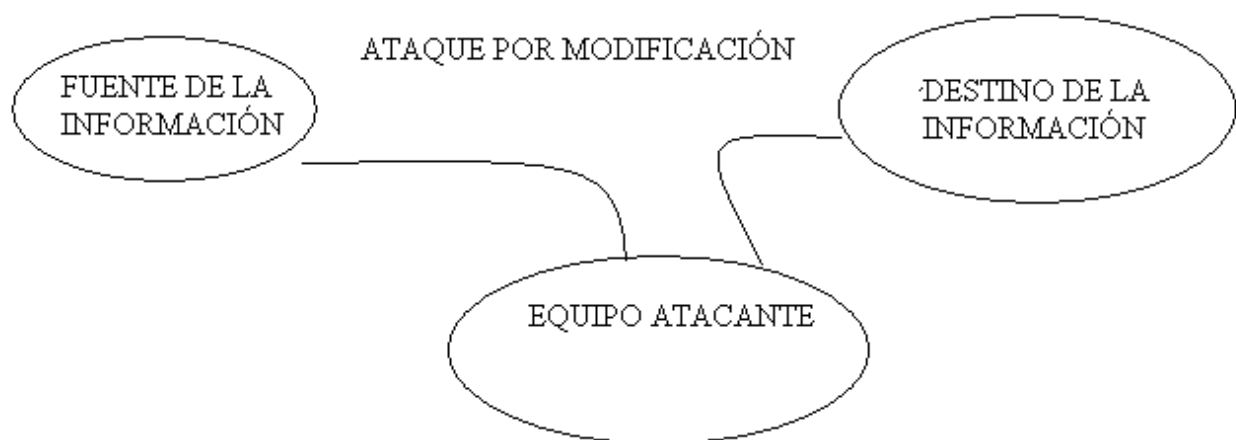 ATAQUE POR MODIFICACIÓN
FUENTE DE LA
INFORMACIÓN
DESTINO DE LA
INFORMACIÓN
EQUIPO ATACANTE